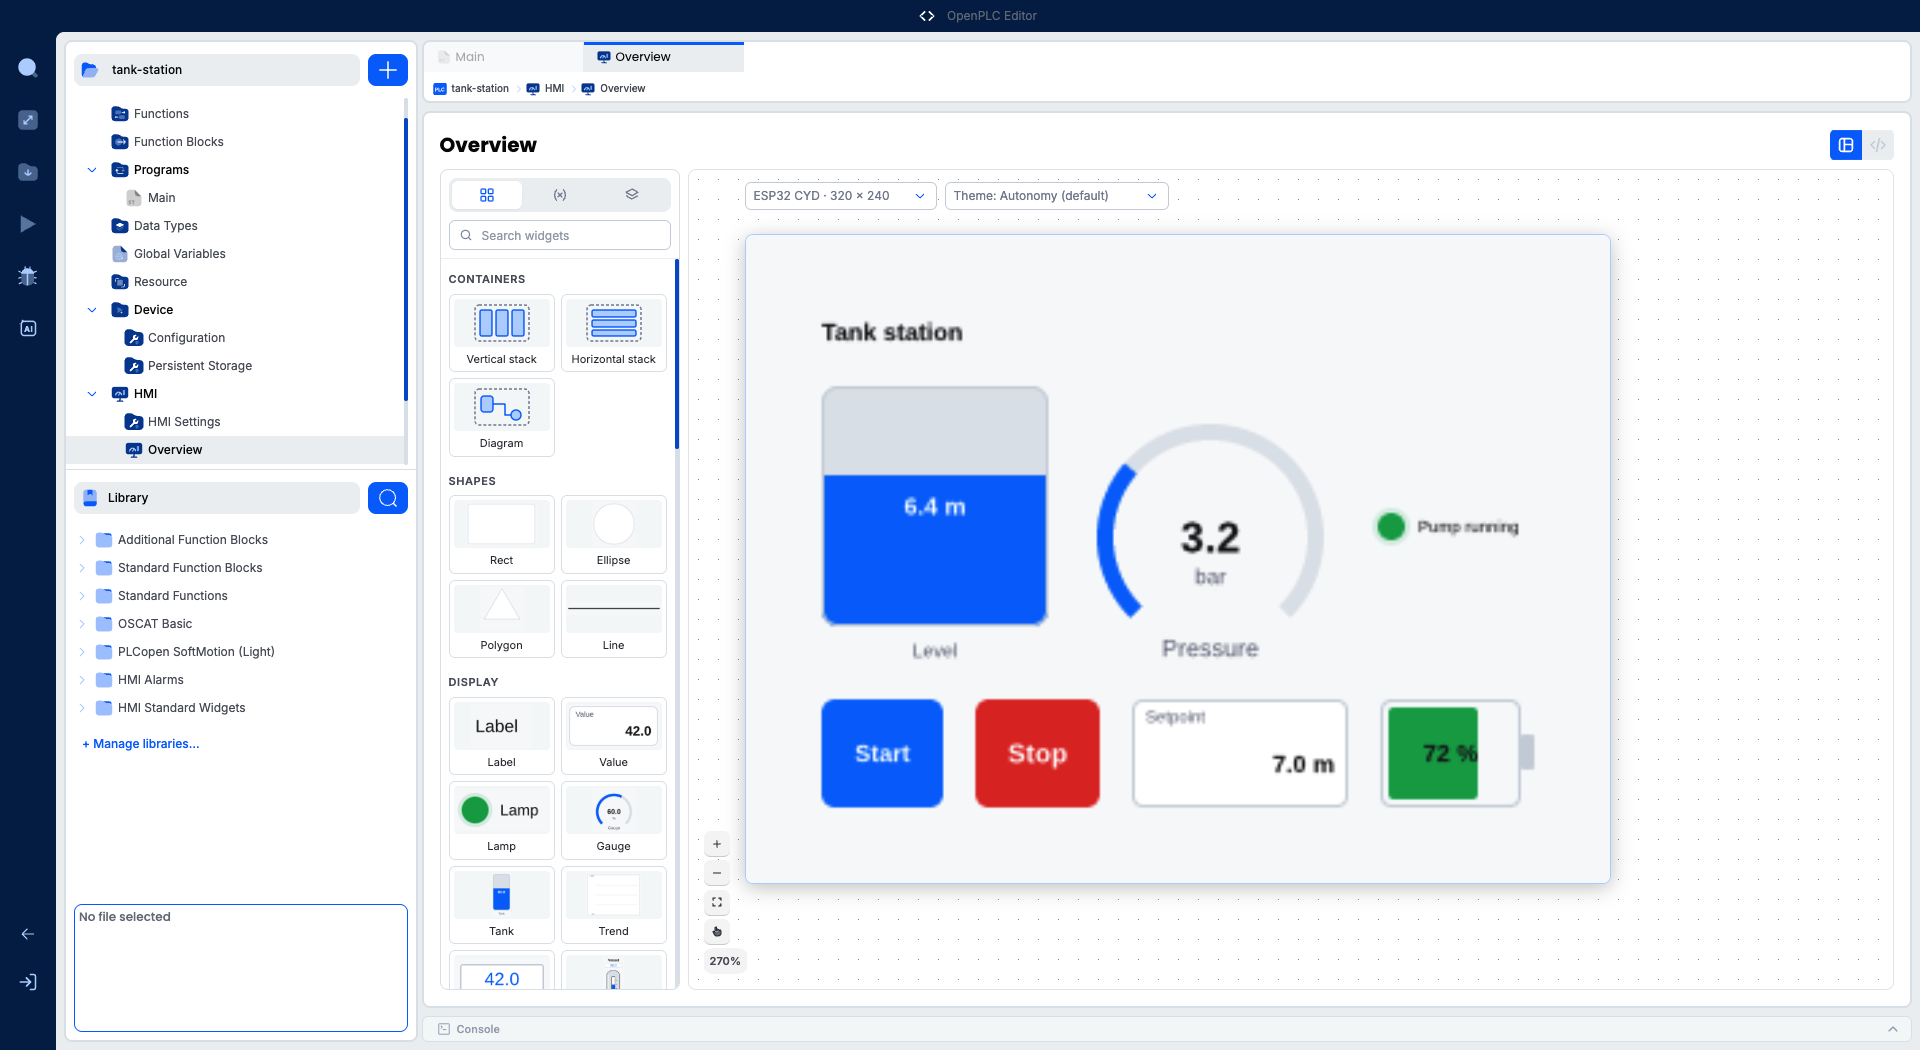 OpenPLC Editor
tank-station
Functions
Function Blocks
Programs
Main
Data Types
Global Variables
Resource
Device
Configuration
Persistent Storage
HMI
HMI Settings
Overview
Library
Additional Function Blocks
Standard Function Blocks
Standard Functions
OSCAT Basic
PLCopen SoftMotion (Light)
HMI Alarms
HMI Standard Widgets
+ Manage libraries...
No file selected
Main
Overview
PLC tank-station HMI Overview
Overview
Search widgets
CONTAINERS
Vertical stack
Horizontal stack
Diagram
SHAPES
Rect
Ellipse
Polygon
Line
DISPLAY
Label
Label
Value
42.0
Value
Lamp
Lamp
60.0
Gauge
Gauge
Tank
Trend
42.0
ESP32 CYD · 320 × 240
Theme: Autonomy (default)
Tank station
6.4 m
Level
3.2
bar
Pressure
Pump running
Start
Stop
Setpoint
7.0 m
72 %
270%
Console
AI